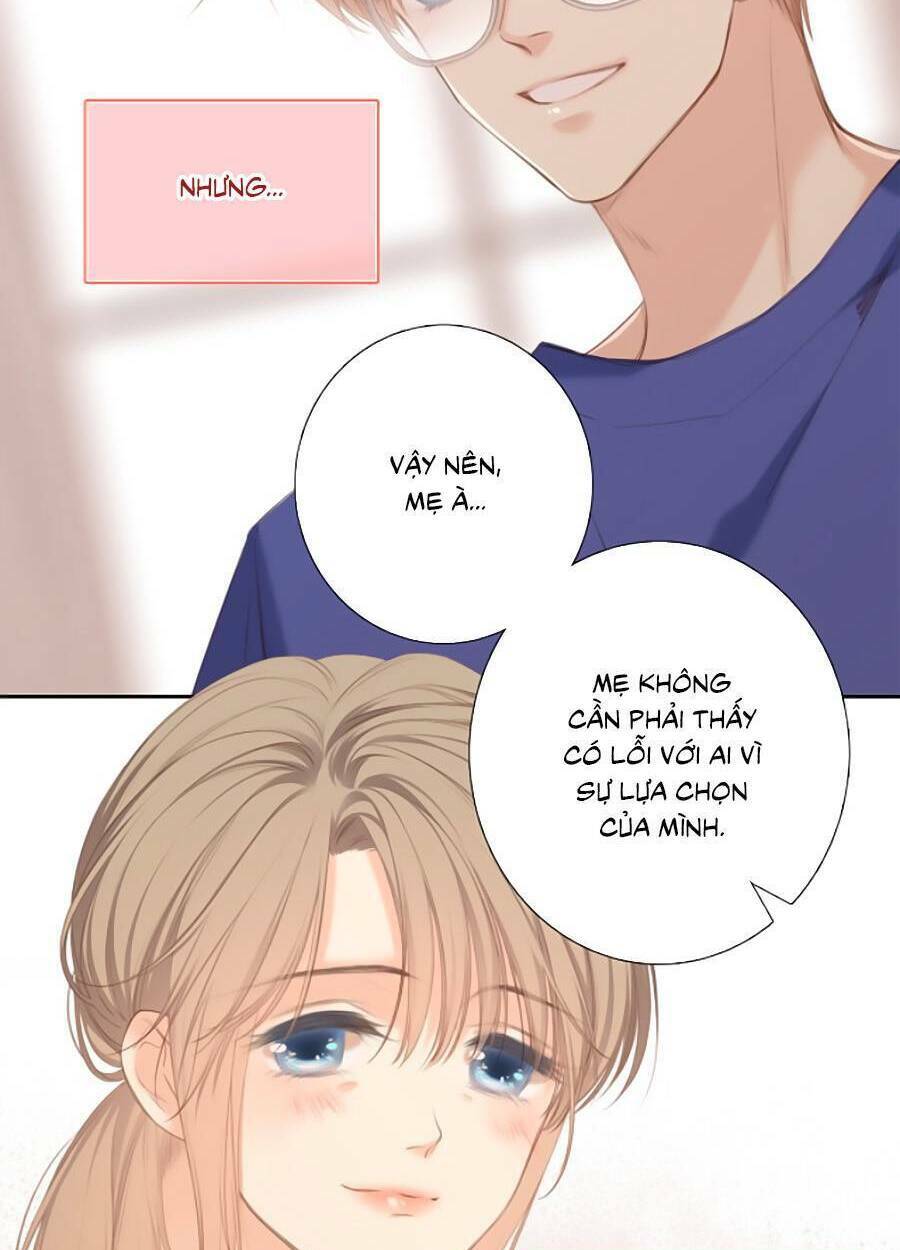 NHƯNG...
VẬY NÊN,
MẸ À...
MẸ KHÔNG
CẦN PHẢI THẤY
CÓ LỖI VỚI AI VÌ
SỰ LỰA CHỌN
CỦA MÌNH.